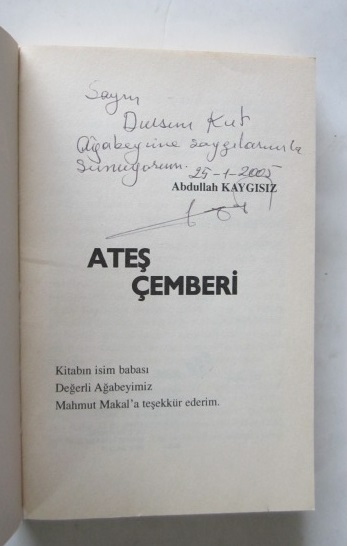 Sayın
Dursun Kut
Ağabeyime saygılarımla
sunuyorum. 25-1-2005
Abdullah KAYGISIZ
ATEŞ
ÇEMBERİ
Kitabın isim babası
Değerli Ağabeyimiz
Mahmut Makal'a teşekkür ederim.